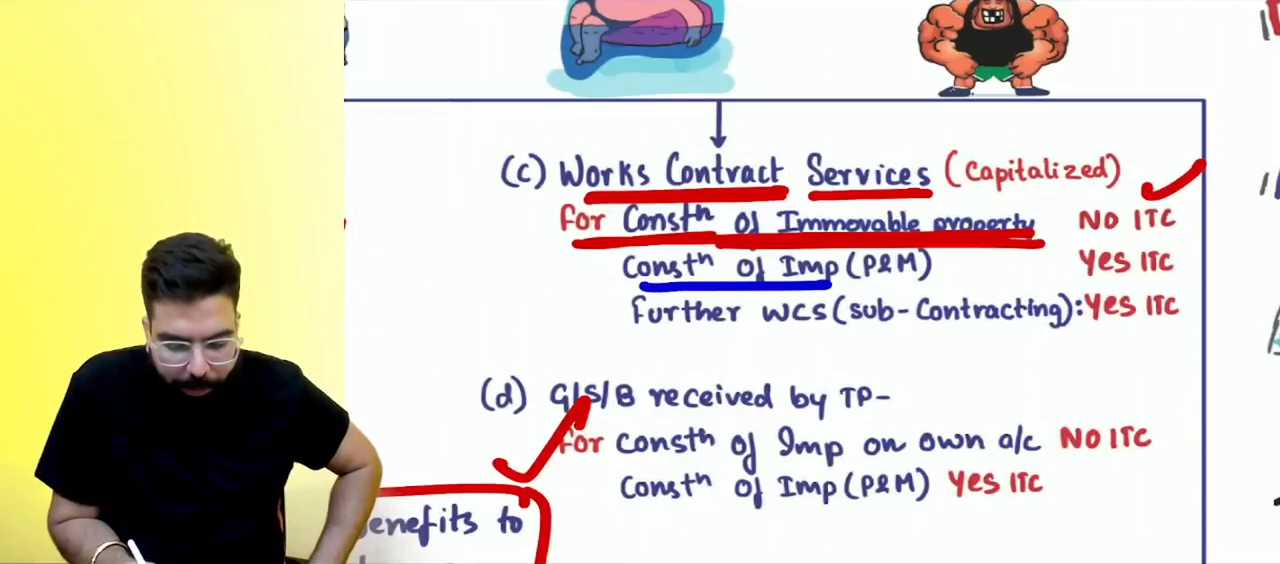 (c) Works Contract Services (Capitalized)
for Constn of Immovable property NO ITC
Constn of Imp (P&M) Yes ITC
Further WCS (sub-Contracting): Yes ITC
(d) G/S/B received by TP-
for Constn of Imp on own a/c NO ITC
Constn of Imp (P&M) Yes ITC
enefits to